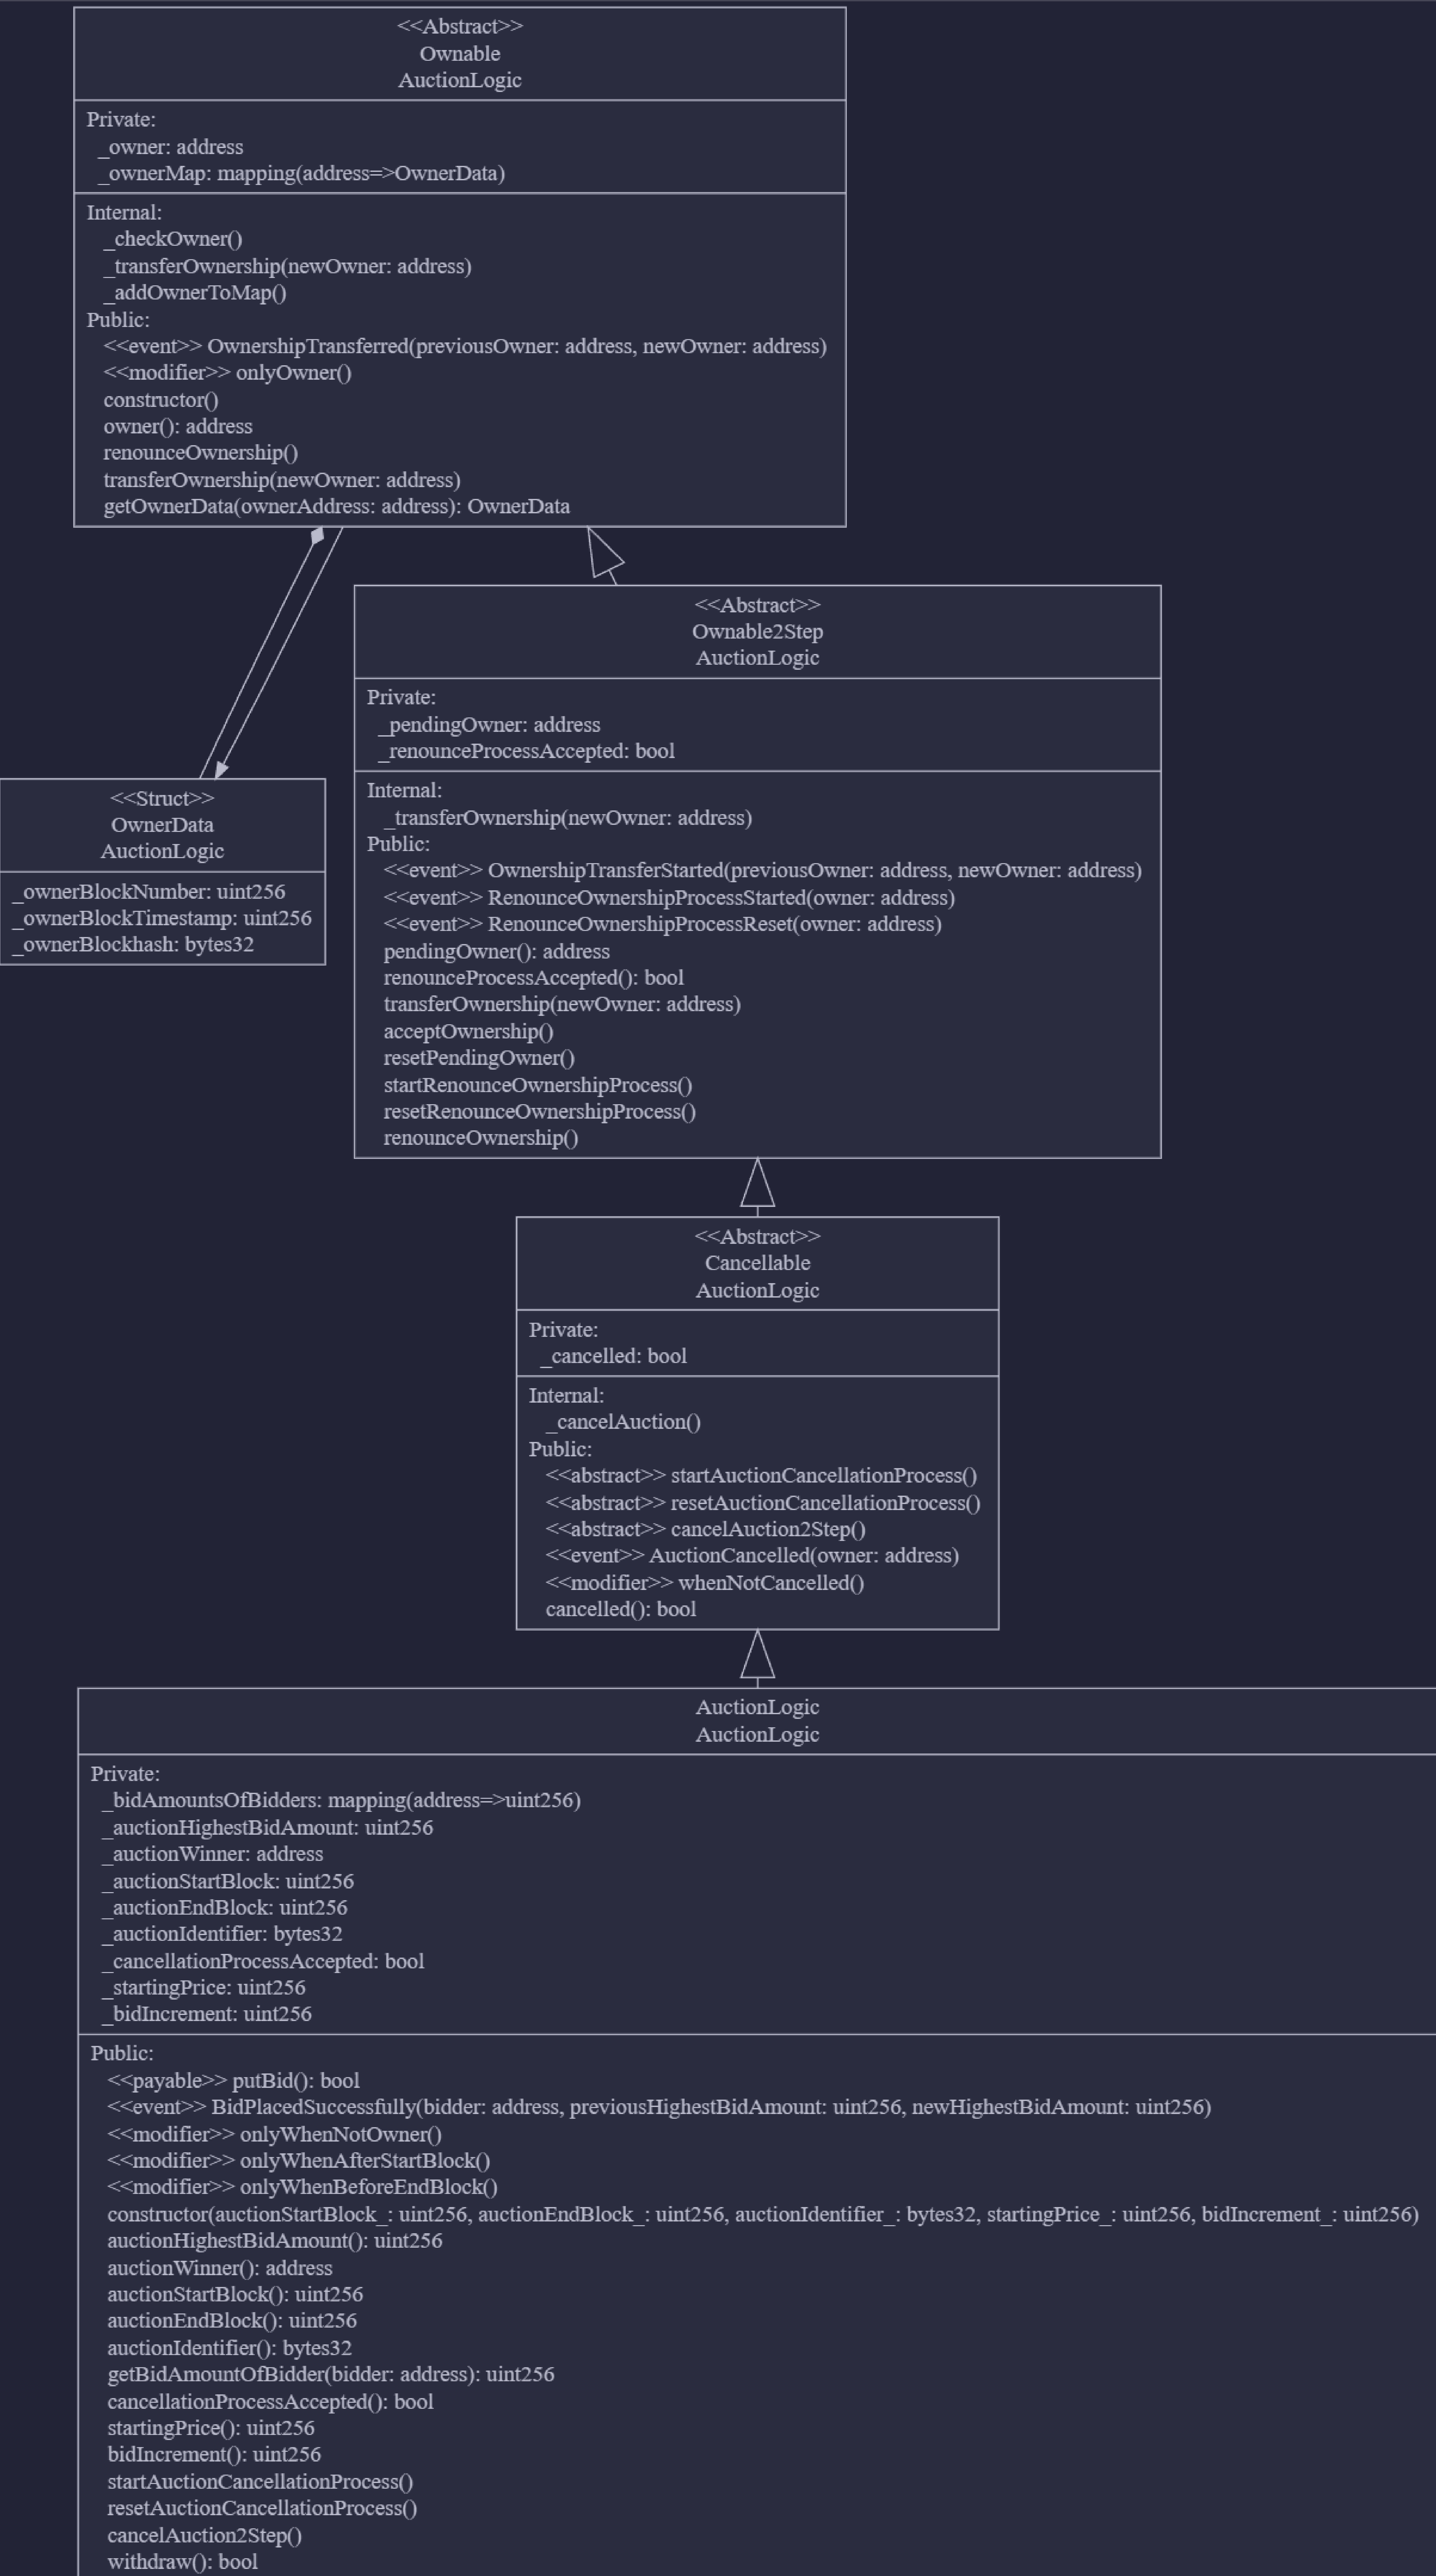 <<Abstract>>
Ownable
AuctionLogic
Private:
_owner: address
_ownerMap: mapping(address=>OwnerData)
Internal:
_checkOwner()
_transferOwnership(newOwner: address)
_addOwnerToMap()
Public:
<<event>> OwnershipTransferred(previousOwner: address, newOwner: address)
<<modifier>> onlyOwner()
constructor()
owner(): address
renounceOwnership()
transferOwnership(newOwner: address)
getOwnerData(ownerAddress: address): OwnerData
<<Abstract>>
Ownable2Step
AuctionLogic
Private:
_pendingOwner: address
_renounceProcessAccepted: bool
Internal:
_transferOwnership(newOwner: address)
Public:
<<event>> OwnershipTransferStarted(previousOwner: address, newOwner: address)
<<event>> RenounceOwnershipProcessStarted(owner: address)
<<event>> RenounceOwnershipProcessReset(owner: address)
pendingOwner(): address
renounceProcessAccepted(): bool
transferOwnership(newOwner: address)
acceptOwnership()
resetPendingOwner()
startRenounceOwnershipProcess()
resetRenounceOwnershipProcess()
renounceOwnership()
<<Struct>>
OwnerData
AuctionLogic
_ownerBlockNumber: uint256
_ownerBlockTimestamp: uint256
_ownerBlockhash: bytes32
<<Abstract>>
Cancellable
AuctionLogic
Private:
_cancelled: bool
Internal:
_cancelAuction()
Public:
<<abstract>> startAuctionCancellationProcess()
<<abstract>> resetAuctionCancellationProcess()
<<abstract>> cancelAuction2Step()
<<event>> AuctionCancelled(owner: address)
<<modifier>> whenNotCancelled()
cancelled(): bool
AuctionLogic
AuctionLogic
Private:
_bidAmountsOfBidders: mapping(address=>uint256)
_auctionHighestBidAmount: uint256
_auctionWinner: address
_auctionStartBlock: uint256
_auctionEndBlock: uint256
_auctionIdentifier: bytes32
_cancellationProcessAccepted: bool
_startingPrice: uint256
_bidIncrement: uint256
Public:
<<payable>> putBid(): bool
<<event>> BidPlacedSuccessfully(bidder: address, previousHighestBidAmount: uint256, newHighestBidAmount: uint256)
<<modifier>> onlyWhenNotOwner()
<<modifier>> onlyWhenAfterStartBlock()
<<modifier>> onlyWhenBeforeEndBlock()
constructor(auctionStartBlock_: uint256, auctionEndBlock_: uint256, auctionIdentifier_: bytes32, startingPrice_: uint256, bidIncrement_: uint256)
auctionHighestBidAmount(): uint256
auctionWinner(): address
auctionStartBlock(): uint256
auctionEndBlock(): uint256
auctionIdentifier(): bytes32
getBidAmountOfBidder(bidder: address): uint256
cancellationProcessAccepted(): bool
startingPrice(): uint256
bidIncrement(): uint256
startAuctionCancellationProcess()
resetAuctionCancellationProcess()
cancelAuction2Step()
withdraw(): bool